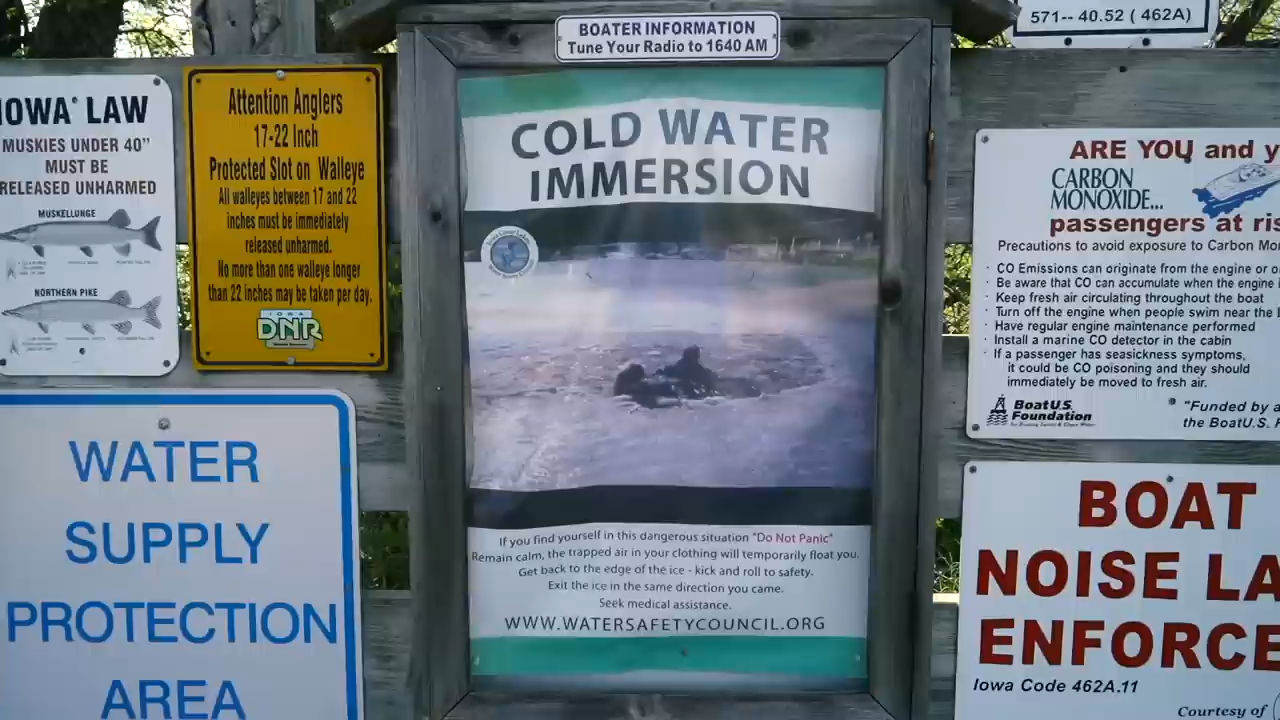 BOATER INFORMATION
Tune Your Radio to 1640 AM
571-- 40.52 ( 462A)
IOWA LAW
MUSKIES UNDER 40”
MUST BE
RELEASED UNHARMED
MUSKELLUNGE
NORTHERN PIKE
Attention Anglers
17-22 Inch
Protected Slot on Walleye
All walleyes between 17 and 22
inches must be immediately
released unharmed.
No more than one walleye longer
than 22 inches may be taken per day.
IOWA
DNR
WATER
SUPPLY
PROTECTION
AREA
COLD WATER
IMMERSION
If you find yourself in this dangerous situation "Do Not Panic"
Remain calm, the trapped air in your clothing will temporarily float you.
Get back to the edge of the ice - kick and roll to safety.
Exit the ice in the same direction you came.
Seek medical assistance.
WWW.WATERSAFETYCOUNCIL.ORG
ARE YOU and y
CARBON
MONOXIDE...
passengers at ris
Precautions to avoid exposure to Carbon Mo
· CO Emissions can originate from the engine or o
· Be aware that CO can accumulate when the engine i
· Keep fresh air circulating throughout the boat
· Turn off the engine when people swim near the
· Have regular engine maintenance performed
· Install a marine CO detector in the cabin
· If a passenger has seasickness symptoms,
it could be CO poisoning and they should
immediately be moved to fresh air.
BoatU.S.
Foundation
"Funded by a
the BoatU.S.
BOAT
NOISE LA
ENFORCE
Iowa Code 462A.11
Courtesy of